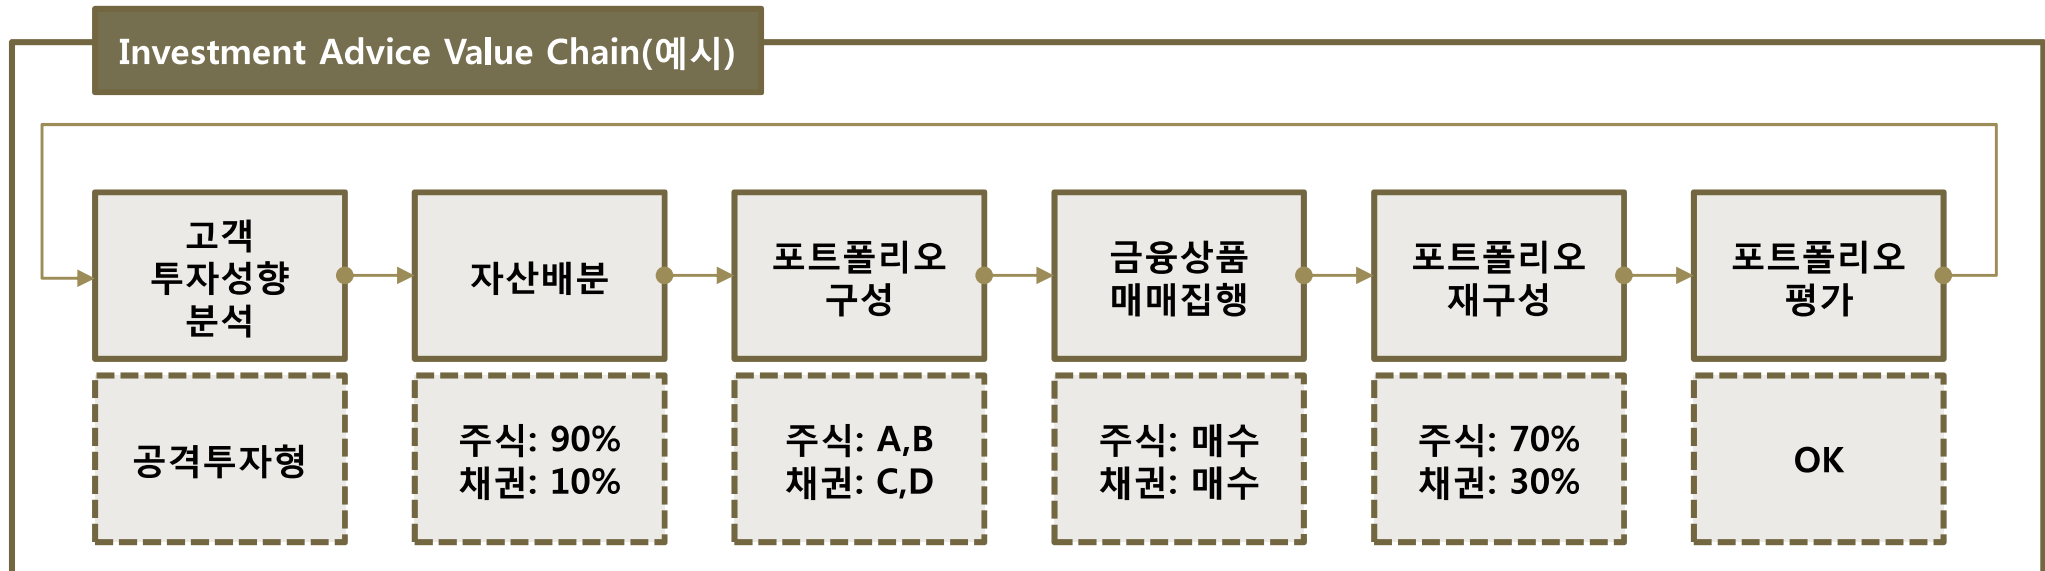 Investment Advice Value Chain(예시)
고객
투자성향
분석
자산배분
포트폴리오
구성
금융상품
매매집행
포트폴리오
재구성
포트폴리오
평가
공격투자형
주식: 90%
채권: 10%
주식: A,B
채권: C,D
주식: 매수
채권: 매수
주식: 70%
채권: 30%
OK